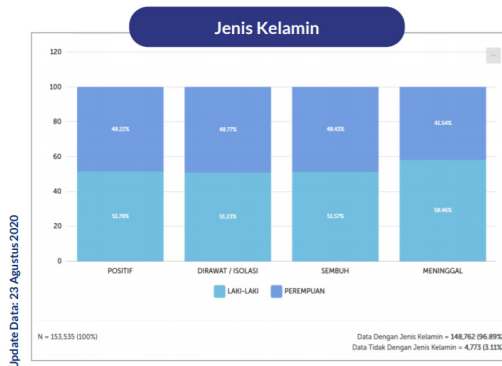 Jenis Kelamin
120
100
80
60
40
20
0
48.22%
48.77%
48.43%
41.54%
51.78%
51.23%
51.57%
58.46%
POSITIF
DIRAWAT / ISOLASI
SEMBUH
MENINGGAL
LAKI-LAKI
PEREMPUAN
N = 153,535 (100%)
Data Dengan Jenis Kelamin = 148,762 (96.89%
Data Tidak Dengan Jenis Kelamin = 4,773 (3.11%
Update Data: 23 Agustus 2020